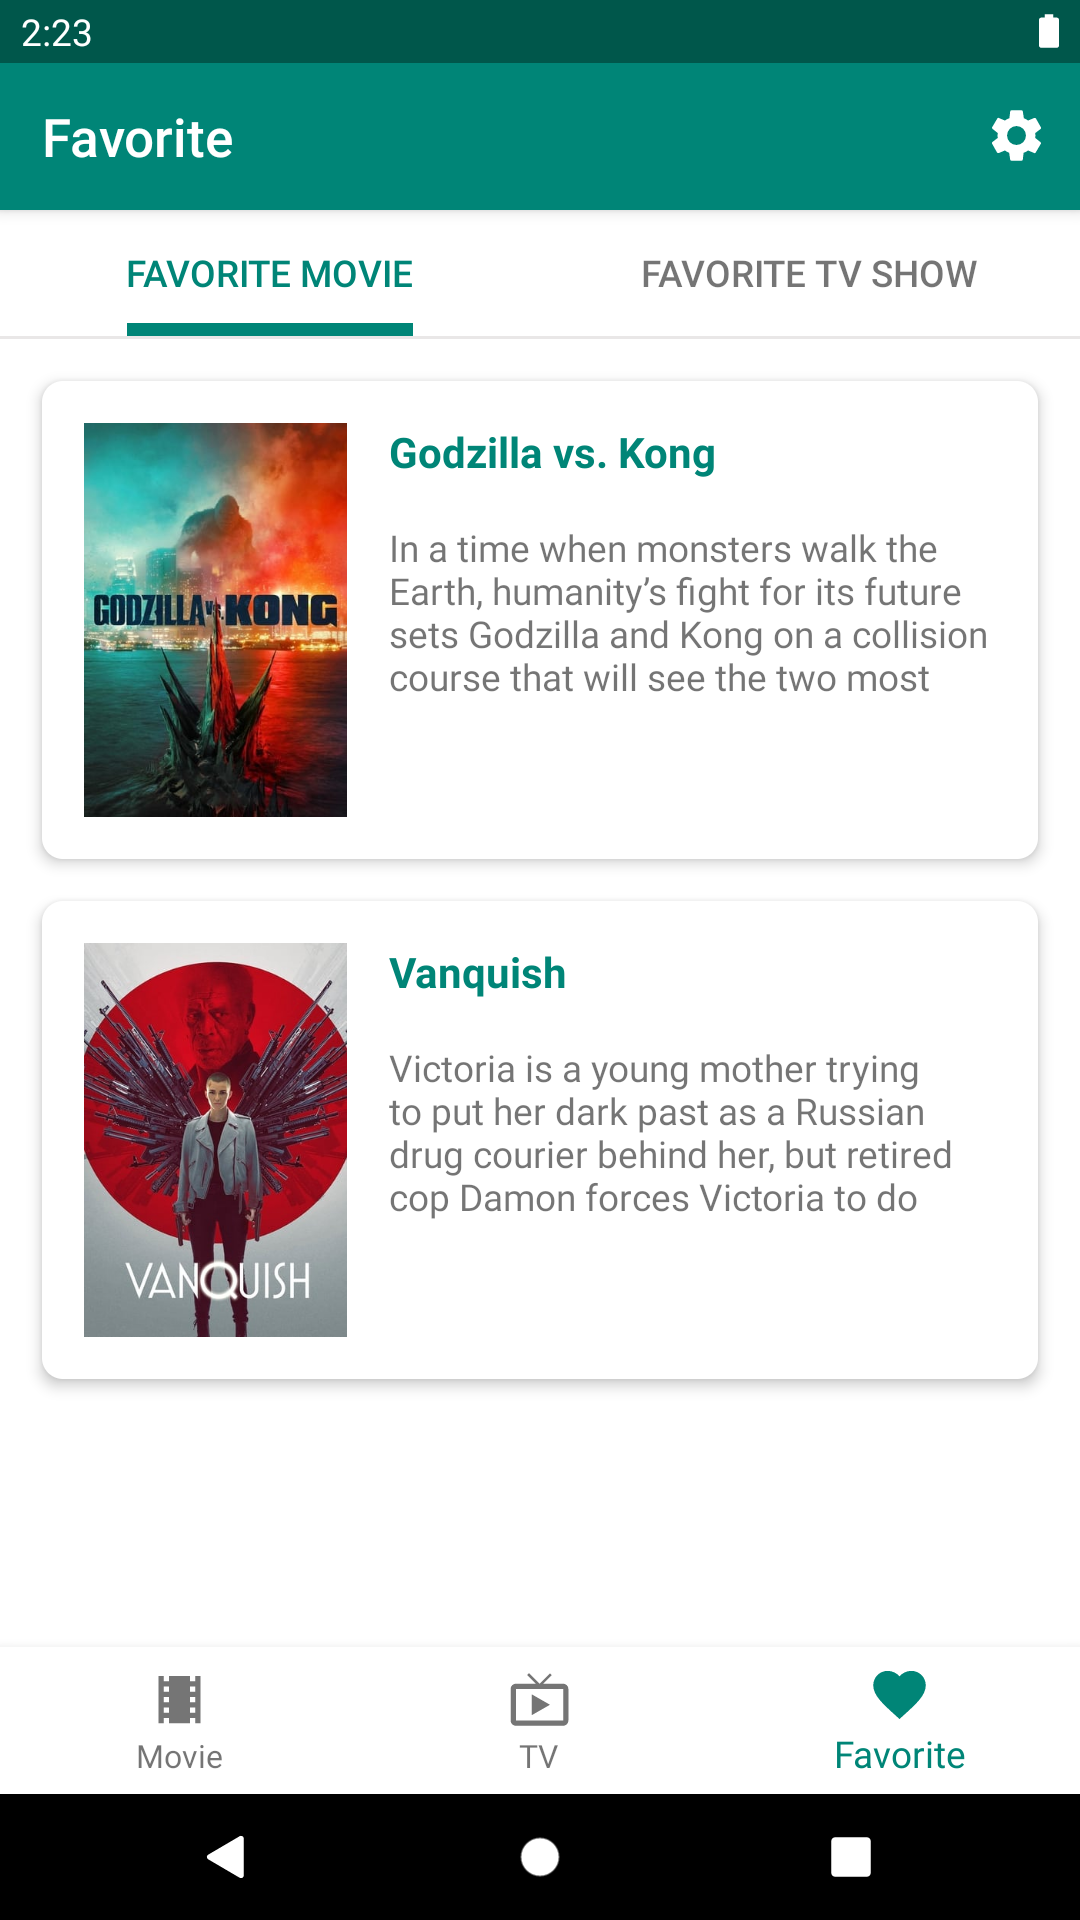 2:23
Favorite
FAVORITE MOVIE
FAVORITE TV SHOW
GODZILLA VS. KONG
Godzilla vs. Kong
In a time when monsters walk the
Earth, humanity’s fight for its future
sets Godzilla and Kong on a collision
course that will see the two most
VANQUISH
Vanquish
Victoria is a young mother trying
to put her dark past as a Russian
drug courier behind her, but retired
cop Damon forces Victoria to do
Movie
TV
Favorite